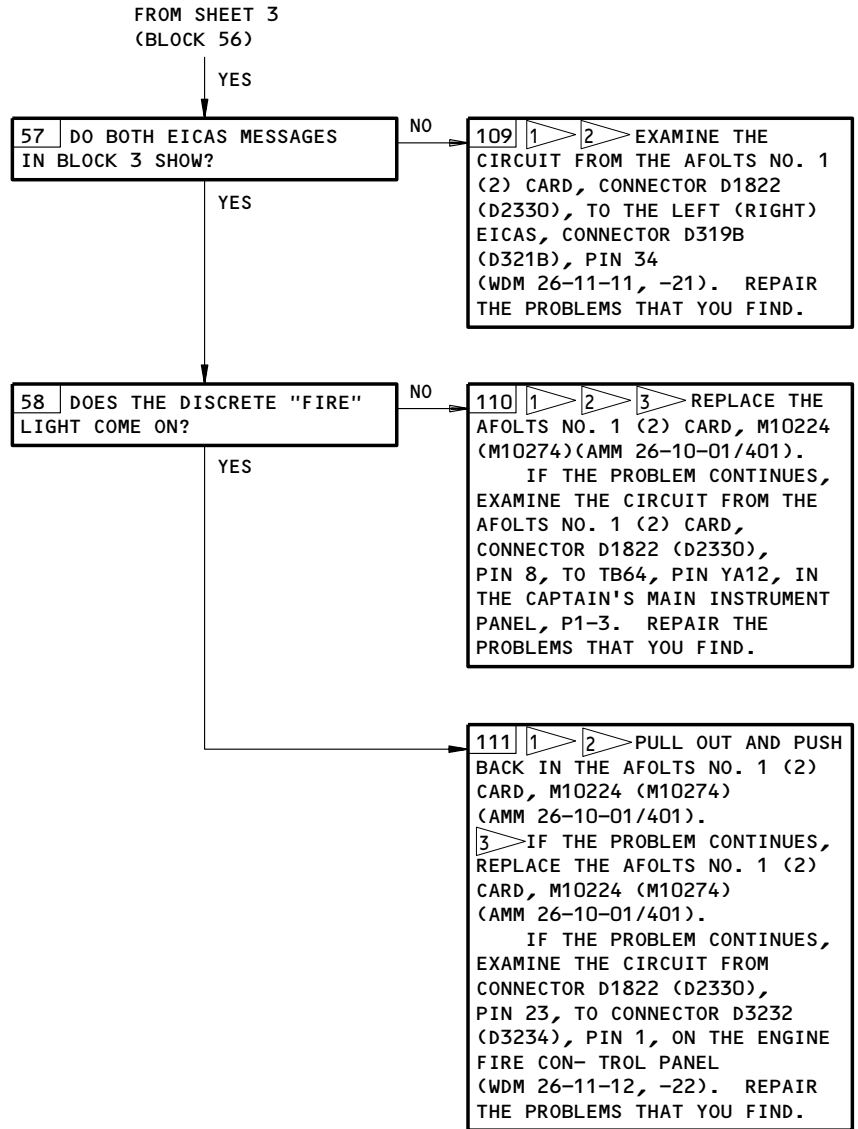 FROM SHEET 3
(BLOCK 56)
YES
57 DO BOTH EICAS MESSAGES
IN BLOCK 3 SHOW?
NO
109 1 2 EXAMINE THE
CIRCUIT FROM THE AFOLTS NO. 1
(2) CARD, CONNECTOR D1822
(D2330), TO THE LEFT (RIGHT)
EICAS, CONNECTOR D319B
(D321B), PIN 34
(WDM 26-11-11, -21). REPAIR
THE PROBLEMS THAT YOU FIND.
YES
58 DOES THE DISCRETE "FIRE"
LIGHT COME ON?
NO
110 1 2 3 REPLACE THE
AFOLTS NO. 1 (2) CARD, M10224
(M10274)(AMM 26-10-01/401).
IF THE PROBLEM CONTINUES,
EXAMINE THE CIRCUIT FROM THE
AFOLTS NO. 1 (2) CARD,
CONNECTOR D1822 (D2330),
PIN 8, TO TB64, PIN YA12, IN
THE CAPTAIN'S MAIN INSTRUMENT
PANEL, P1-3. REPAIR THE
PROBLEMS THAT YOU FIND.
YES
111 1 2 PULL OUT AND PUSH
BACK IN THE AFOLTS NO. 1 (2)
CARD, M10224 (M10274)
(AMM 26-10-01/401).
3 IF THE PROBLEM CONTINUES,
REPLACE THE AFOLTS NO. 1 (2)
CARD, M10224 (M10274)
(AMM 26-10-01/401).
IF THE PROBLEM CONTINUES,
EXAMINE THE CIRCUIT FROM
CONNECTOR D1822 (D2330),
PIN 23, TO CONNECTOR D3232
(D3234), PIN 1, ON THE ENGINE
FIRE CON- TROL PANEL
(WDM 26-11-12, -22). REPAIR
THE PROBLEMS THAT YOU FIND.